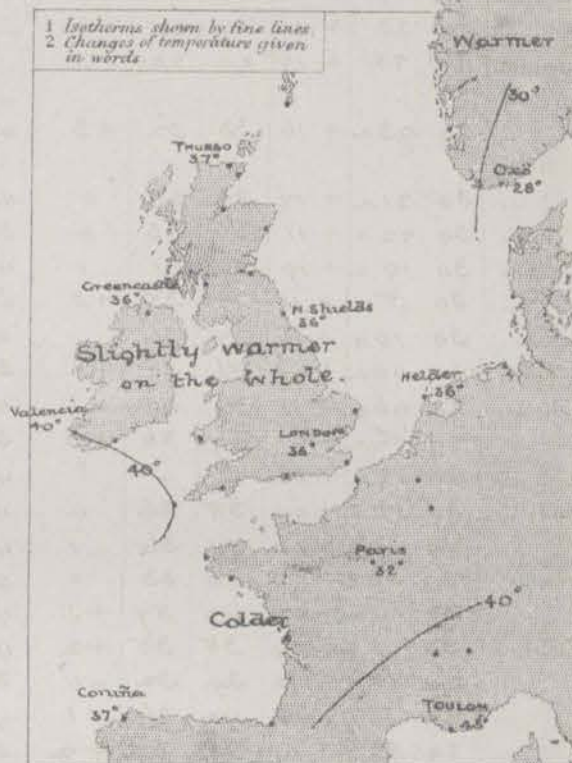 1 Isotherms shown by fine lines.
2 Changes of temperature given
in words
Warmer
30°
Thurso
37°
Oxö
28°
Greencastle
36°
N Shields
36°
Slightly warmer
on the whole.
Helder
36°
Valencia
40°
LONDON
36°
40°
Paris
32°
40°
Colder
Coruña
37°
TOULON